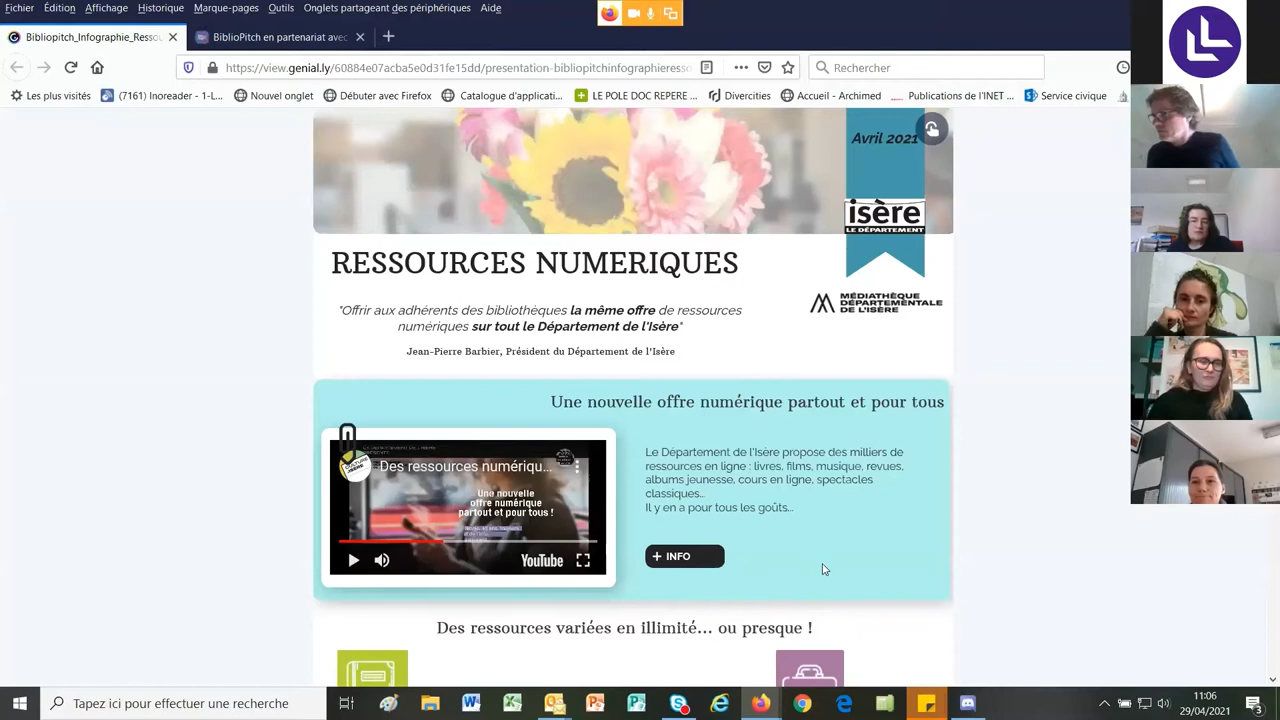 Fichier Édition Affichage Historique Marque-pages Outils Onglets partageant des périphériques Aide
Bibliopitch_Infographie_Ressou
BiblioPitch en partenariat avec
https://view.genial.ly/60884e07acba5e0d31fe15dd/presentation-bibliopitchinfographieresso
Rechercher
Les plus visités
(7161) Inoreader - 1-L...
Nouvel onglet
Débuter avec Firefox
Catalogue d'applicati...
LE POLE DOC REPERE ...
Divercities
Accueil - Archimed
Publications de l'INET ...
Service civique
Avril 2021
isère
LE DÉPARTEMENT
RESSOURCES NUMERIQUES
MÉDIATHÈQUE
DÉPARTEMENTALE
DE L'ISÈRE
"Offrir aux adhérents des bibliothèques la même offre de ressources
numériques sur tout le Département de l'Isère"
Jean-Pierre Barbier, Président du Département de l'Isère
Une nouvelle offre numérique partout et pour tous
Des ressources numériqu...
Une nouvelle
offre numérique
partout et pour tous !
YouTube
Le Département de l'Isère propose des milliers de
ressources en ligne : livres, films, musique, revues,
albums jeunesse, cours en ligne, spectacles
classiques...
Il y en a pour tous les goûts...
+ INFO
Des ressources variées en illimité... ou presque !
Tapez ici pour effectuer une recherche
11:06
29/04/2021
3